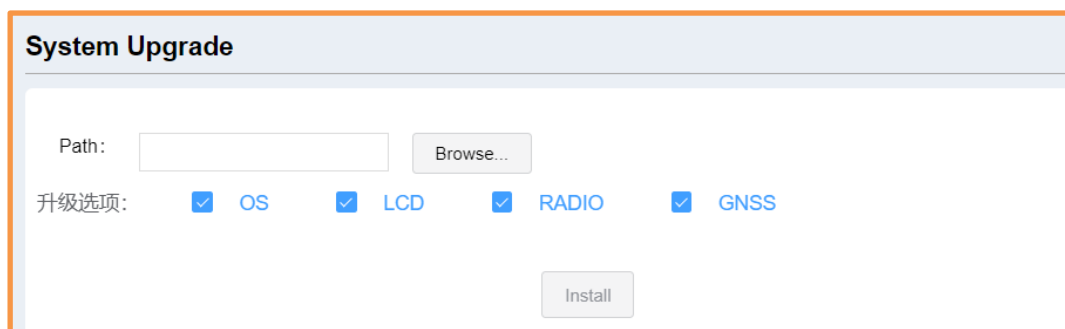 System Upgrade
Path: Browse...
升级选项: OS LCD RADIO GNSS
Install